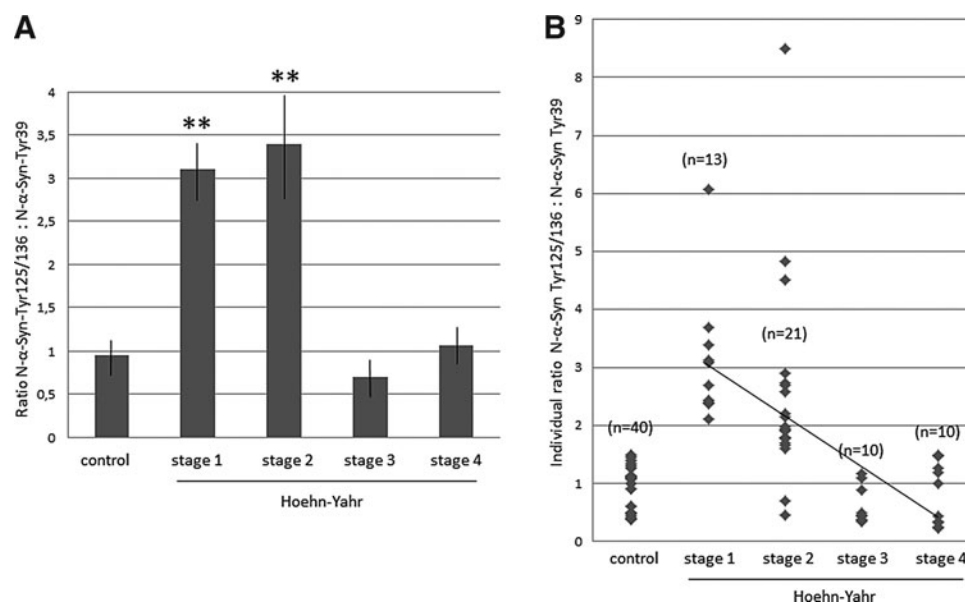 A
Ratio N-α-Syn-Tyr125/136 : N-α-Syn-Tyr39
4
3,5
3
2,5
2
1,5
1
0,5
0
**
**
control stage 1 stage 2 stage 3 stage 4
Hoehn-Yahr
B
Individual ratio N-α-Syn Tyr125/136 : N-α-Syn Tyr39
9
8
7
6
5
4
3
2
1
0
(n=13)
(n=21)
(n=40)
(n=10)
(n=10)
control stage 1 stage 2 stage 3 stage 4
Hoehn-Yahr